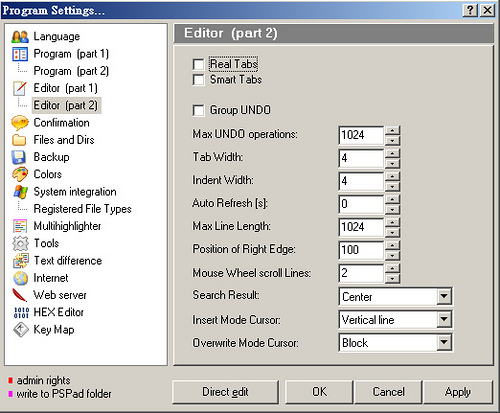 Program Settings...
Language
Program (part 1)
Program (part 2)
Editor (part 1)
Editor (part 2)
Confirmation
Files and Dirs
Backup
Colors
System integration
Registered File Types
Multihighlighter
Tools
Text difference
Internet
Web server
HEX Editor
Key Map
admin rights
write to PSPad folder
Editor (part 2)
Real Tabs
Smart Tabs
Group UNDO
Max UNDO operations: 1024
Tab Width: 4
Indent Width: 4
Auto Refresh [s]: 0
Max Line Length: 1024
Position of Right Edge: 100
Mouse Wheel scroll Lines: 2
Search Result: Center
Insert Mode Cursor: Vertical line
Overwrite Mode Cursor: Block
Direct edit OK Cancel Apply